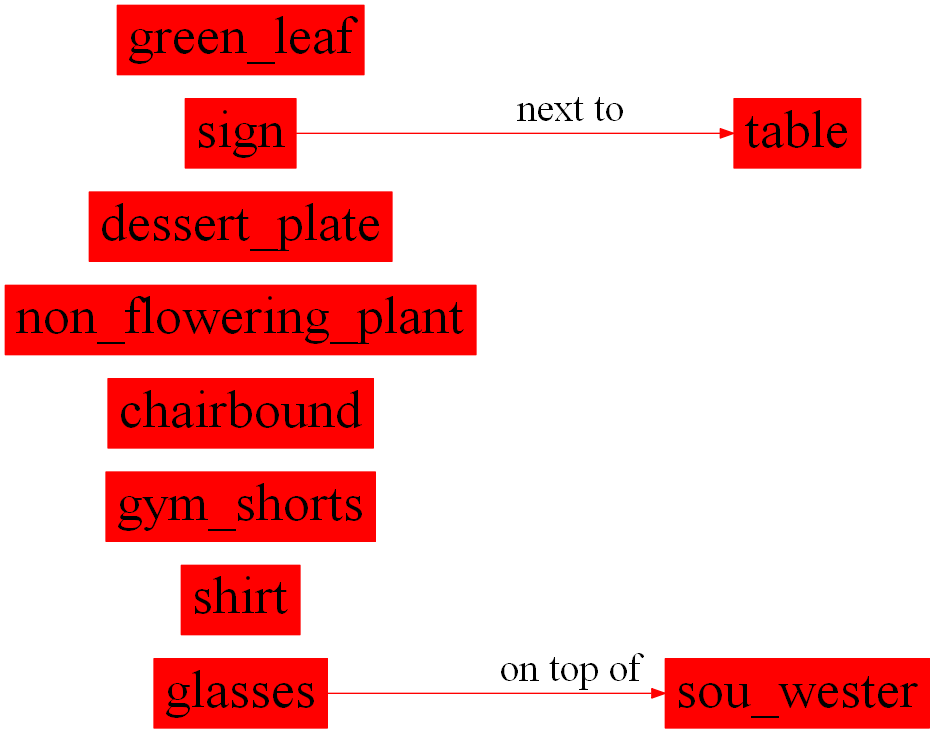 green_leaf
sign next to table
dessert_plate
non_flowering_plant
chairbound
gym_shorts
shirt
glasses on top of sou_wester